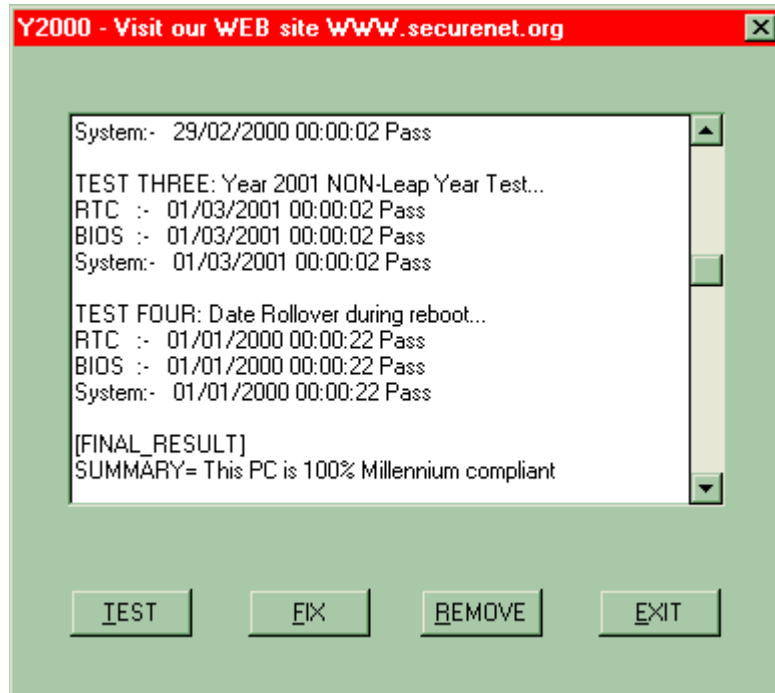 Y2000 - Visit our WEB site WWW.securenet.org
System:- 29/02/2000 00:00:02 Pass
TEST THREE: Year 2001 NON-Leap Year Test...
RTC :- 01/03/2001 00:00:02 Pass
BIOS :- 01/03/2001 00:00:02 Pass
System:- 01/03/2001 00:00:02 Pass
TEST FOUR: Date Rollover during reboot...
RTC :- 01/01/2000 00:00:22 Pass
BIOS :- 01/01/2000 00:00:22 Pass
System:- 01/01/2000 00:00:22 Pass
[FINAL_RESULT]
SUMMARY= This PC is 100% Millennium compliant
TEST FIX REMOVE EXIT